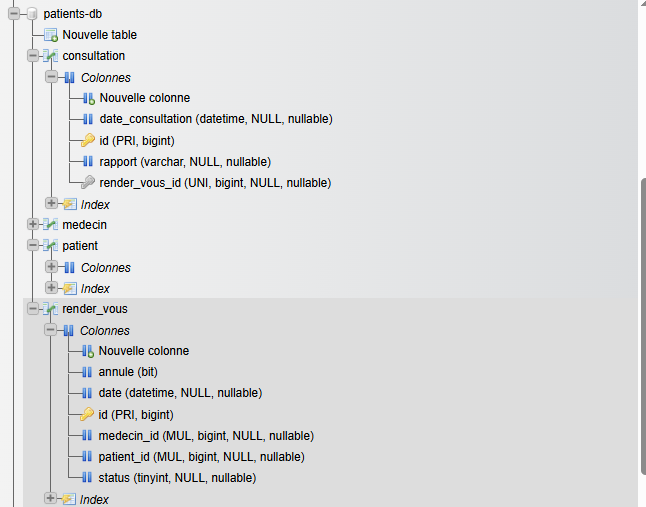 patients-db
Nouvelle table
consultation
Colonnes
Nouvelle colonne
date_consultation (datetime, NULL, nullable)
id (PRI, bigint)
rapport (varchar, NULL, nullable)
render_vous_id (UNI, bigint, NULL, nullable)
Index
medecin
patient
Colonnes
Index
render_vous
Colonnes
Nouvelle colonne
annule (bit)
date (datetime, NULL, nullable)
id (PRI, bigint)
medecin_id (MUL, bigint, NULL, nullable)
patient_id (MUL, bigint, NULL, nullable)
status (tinyint, NULL, nullable)
Index